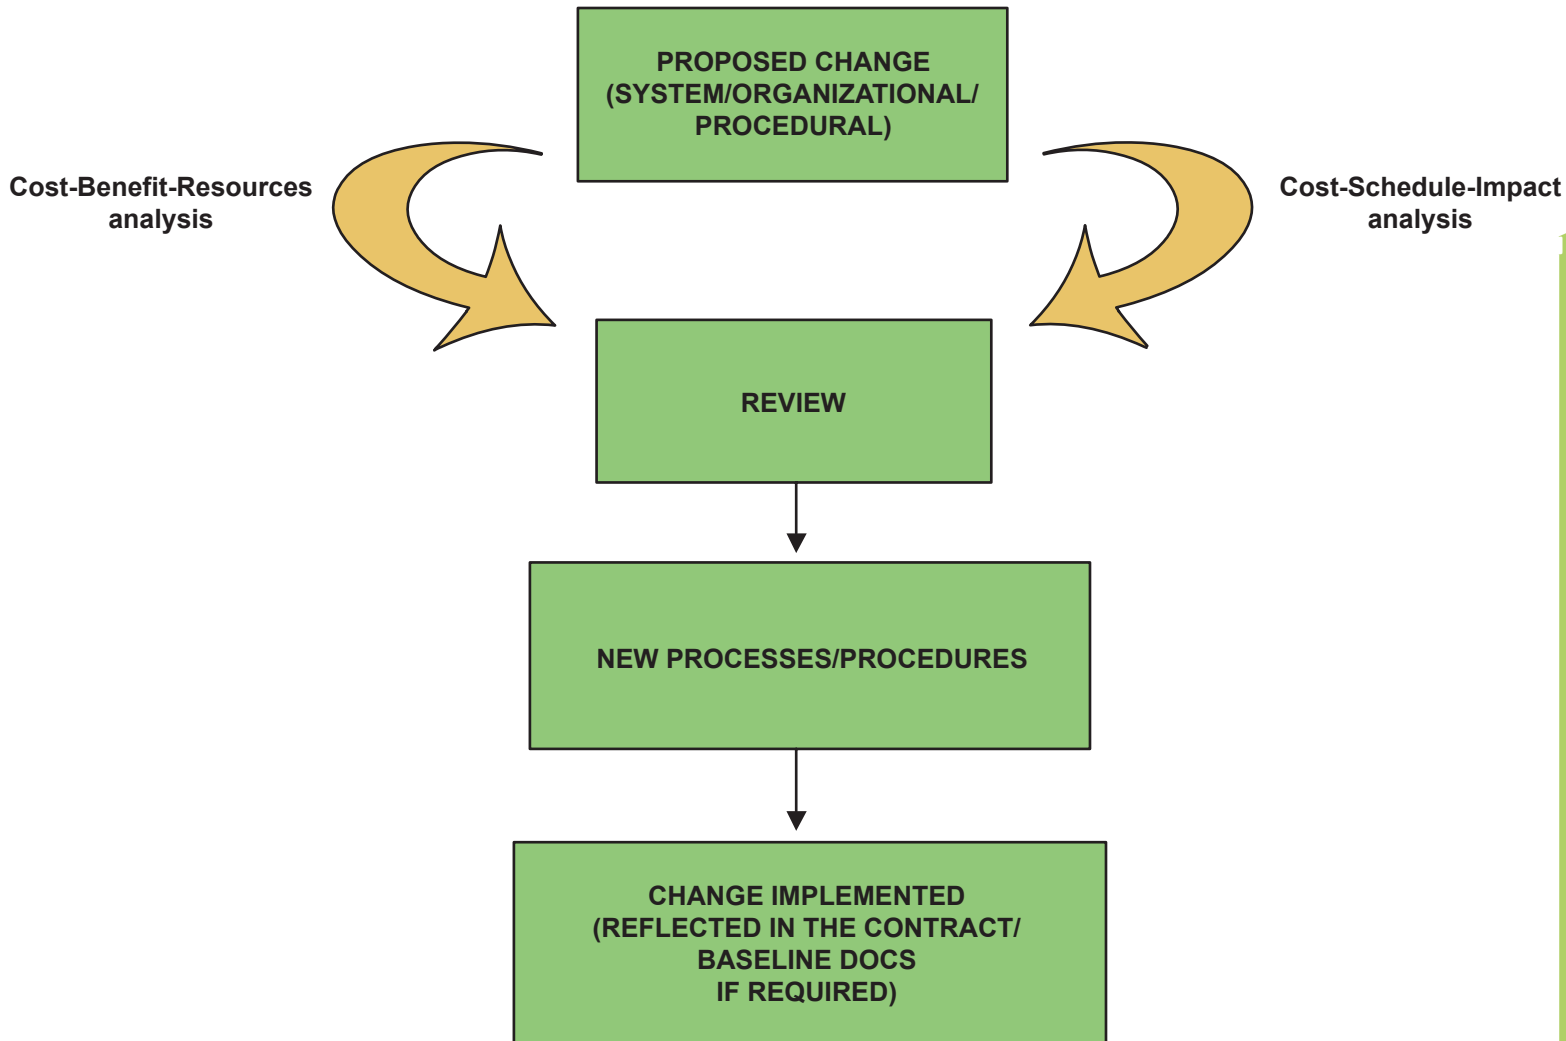 PROPOSED CHANGE
(SYSTEM/ORGANIZATIONAL/
PROCEDURAL)
Cost-Benefit-Resources
analysis
Cost-Schedule-Impact
analysis
REVIEW
NEW PROCESSES/PROCEDURES
CHANGE IMPLEMENTED
(REFLECTED IN THE CONTRACT/
BASELINE DOCS
IF REQUIRED)